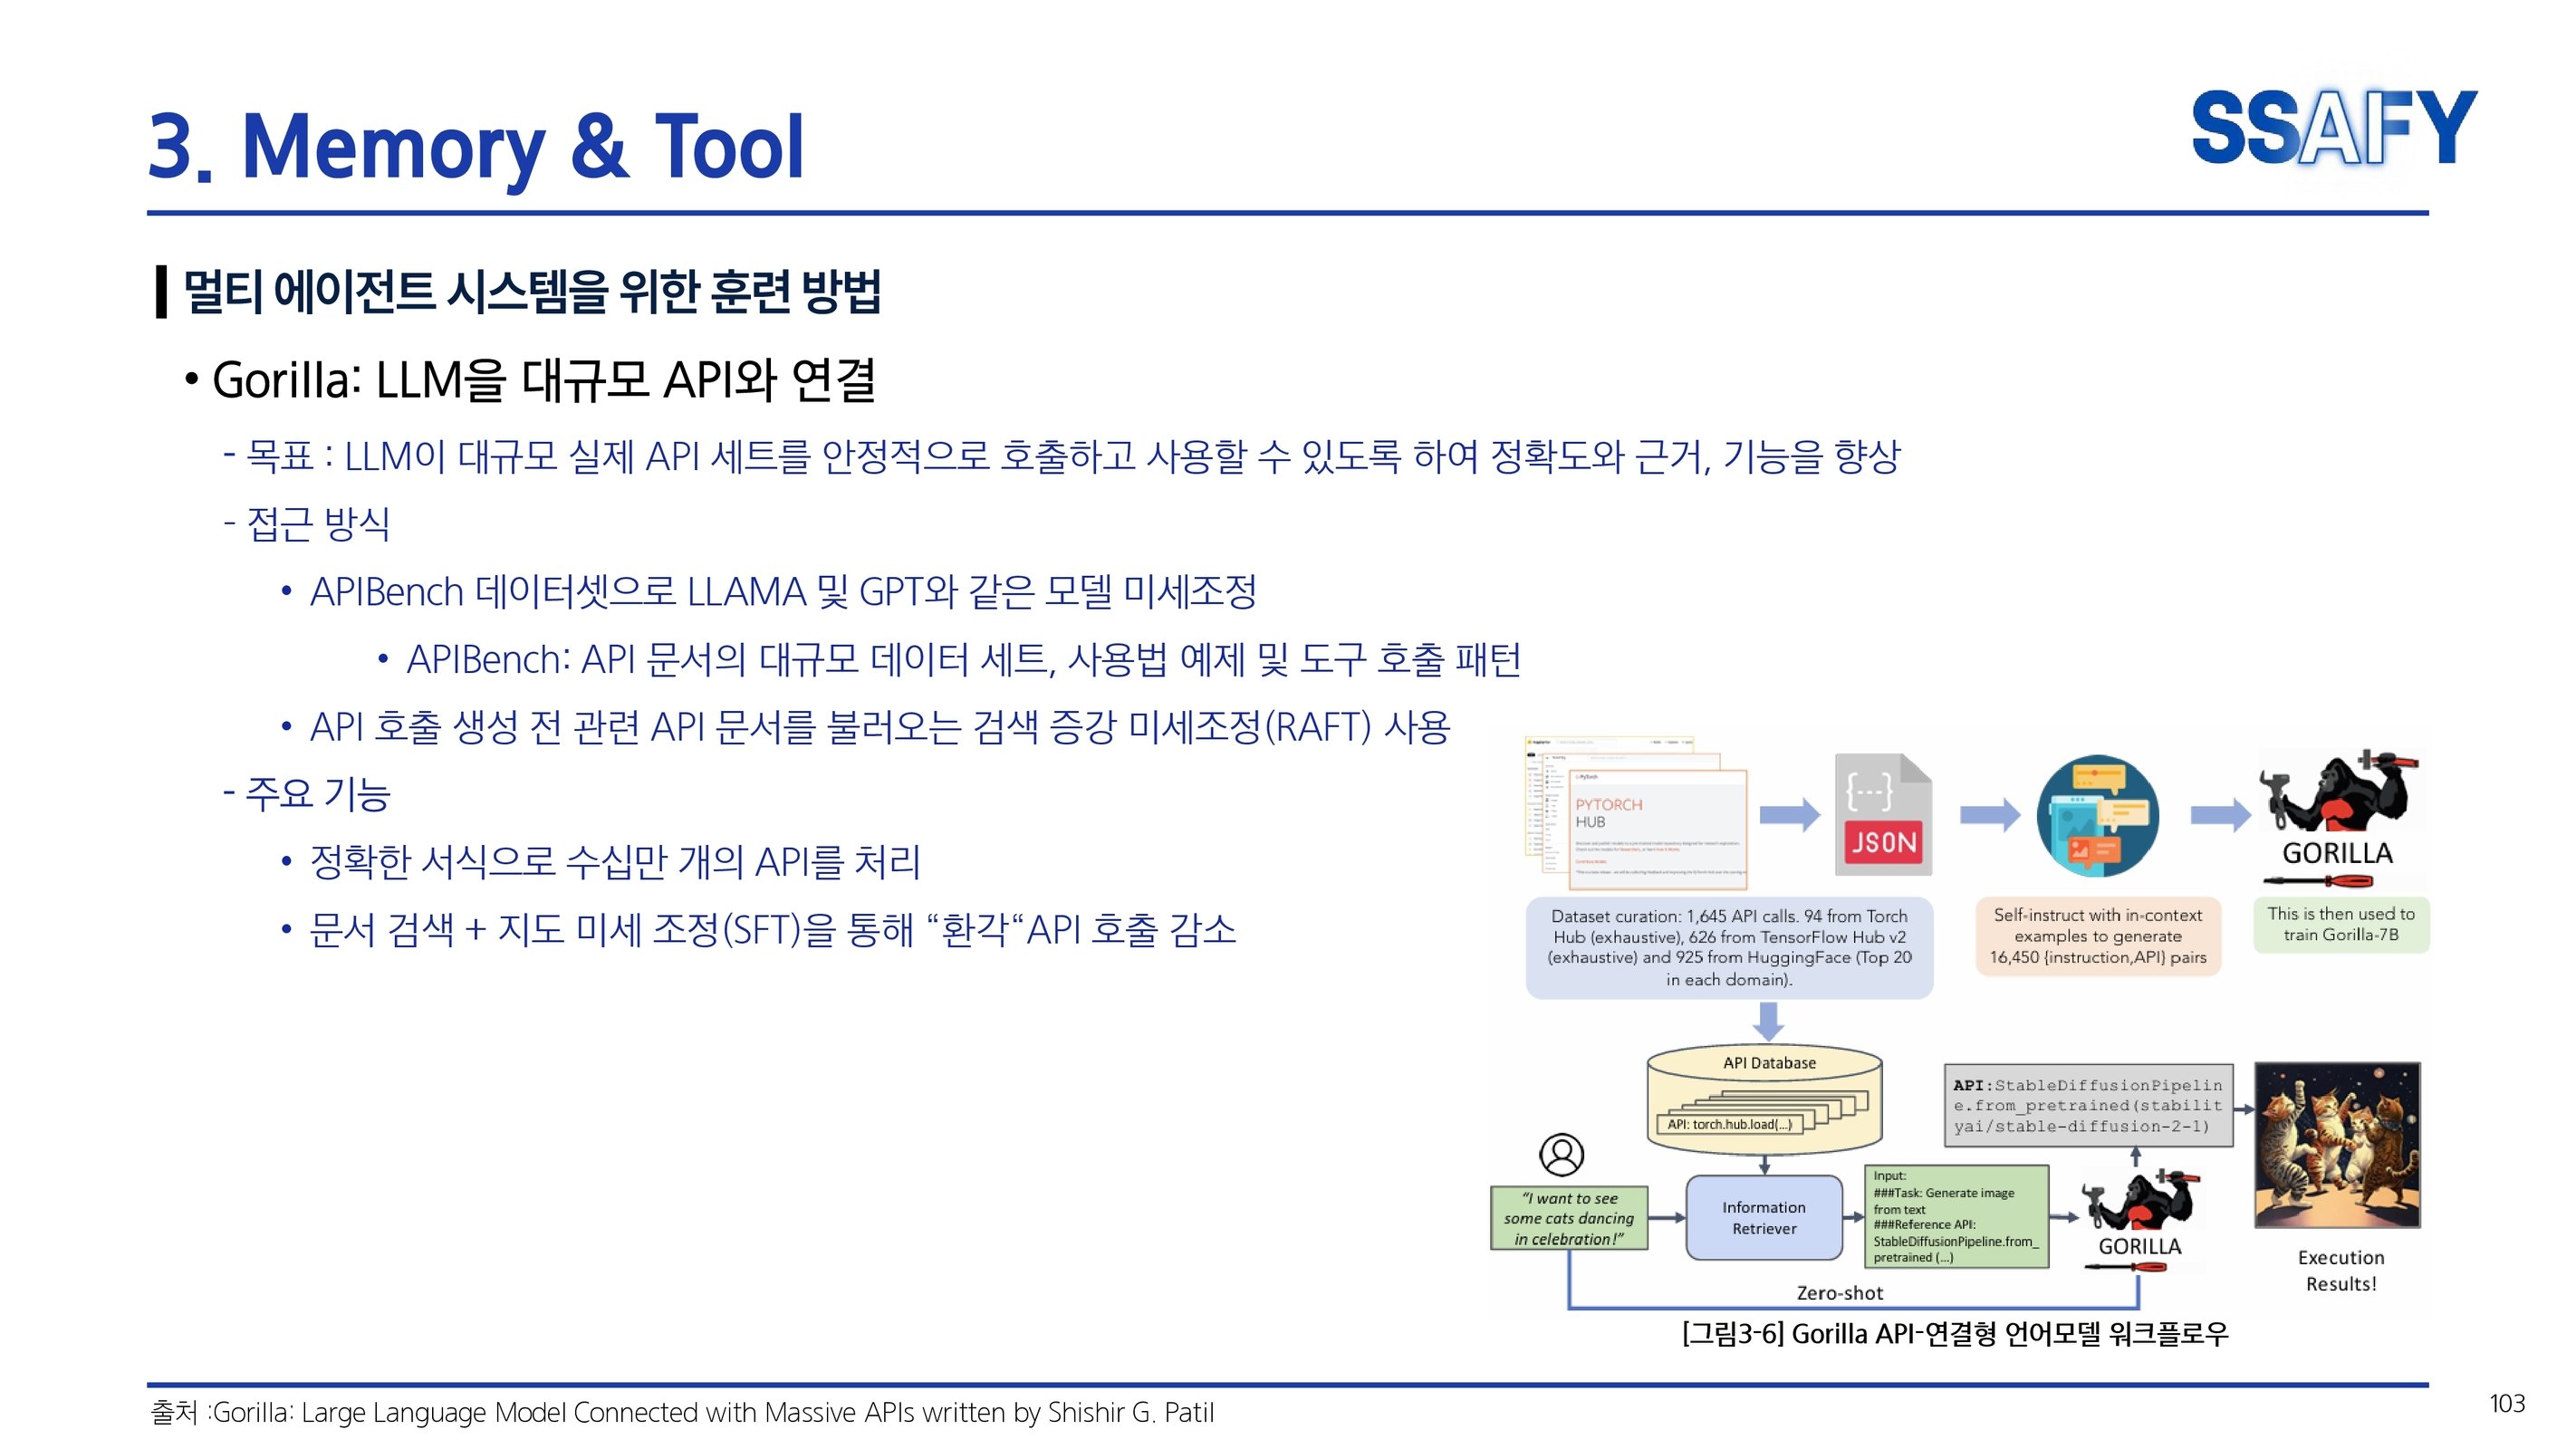 3. Memory & Tool
SSAFY
멀티 에이전트 시스템을 위한 훈련 방법
• Gorilla: LLM을 대규모 API와 연결
- 목표 : LLM이 대규모 실제 API 세트를 안정적으로 호출하고 사용할 수 있도록 하여 정확도와 근거, 기능을 향상
- 접근 방식
• APIBench 데이터셋으로 LLAMA 및 GPT와 같은 모델 미세조정
• APIBench: API 문서의 대규모 데이터 세트, 사용법 예제 및 도구 호출 패턴
• API 호출 생성 전 관련 API 문서를 불러오는 검색 증강 미세조정(RAFT) 사용
- 주요 기능
• 정확한 서식으로 수십만 개의 API를 처리
• 문서 검색 + 지도 미세 조정(SFT)을 통해 “환각“API 호출 감소
PYTORCH
HUB
{---}
JSON
GORILLA
Dataset curation: 1,645 API calls. 94 from Torch
Hub (exhaustive), 626 from TensorFlow Hub v2
(exhaustive) and 925 from HuggingFace (Top 20
in each domain).
Self-instruct with in-context
examples to generate
16,450 {instruction,API} pairs
This is then used to
train Gorilla-7B
API Database
API: torch.hub.load(...)
“I want to see
some cats dancing
in celebration!”
Information
Retriever
Input:
###Task: Generate image
from text
###Reference API:
StableDiffusionPipeline.from_
pretrained (...)
API:StableDiffusionPipelin
e.from_pretrained(stabilit
yai/stable-diffusion-2-1)
GORILLA
Execution
Results!
Zero-shot
[그림3-6] Gorilla API-연결형 언어모델 워크플로우
출처 :Gorilla: Large Language Model Connected with Massive APIs written by Shishir G. Patil
103